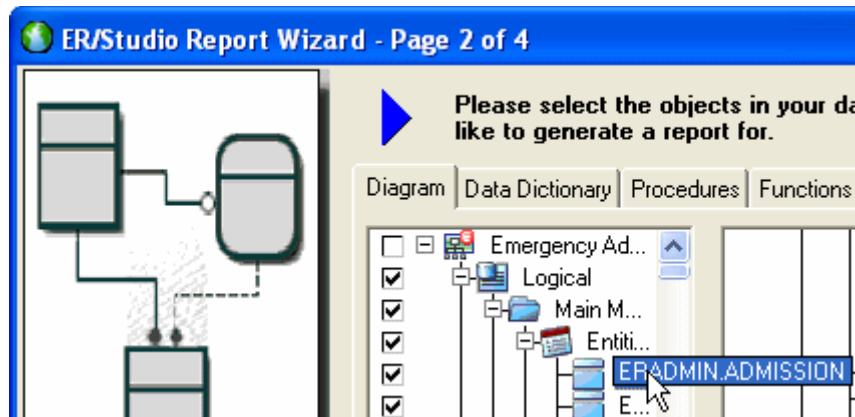 ER/Studio Report Wizard - Page 2 of 4
Please select the objects in your da
like to generate a report for.
Diagram Data Dictionary Procedures Functions
Emergency Ad...
Logical
Main M...
Entiti...
ERADMIN.ADMISSION
E...